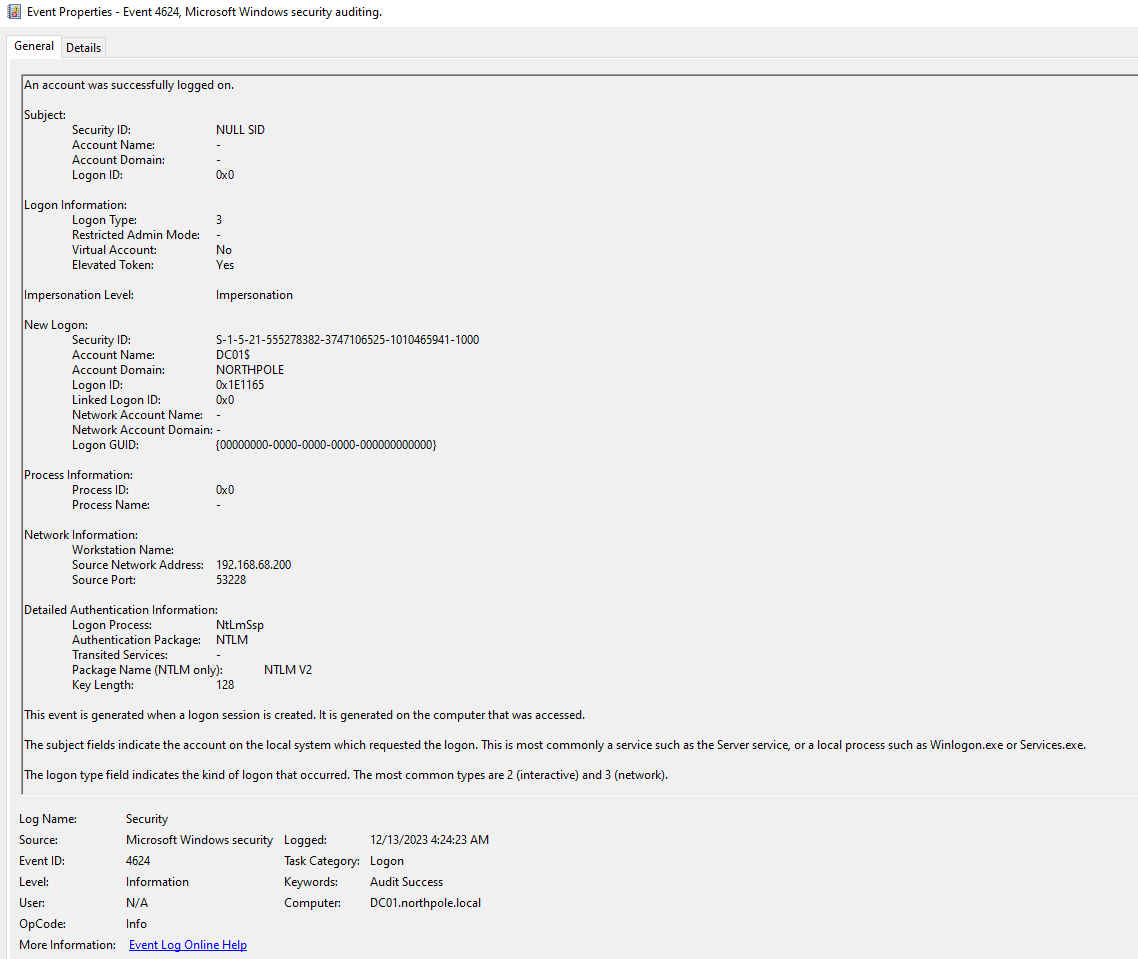 Event Properties - Event 4624, Microsoft Windows security auditing.
General Details
An account was successfully logged on.
Subject:
Security ID: NULL SID
Account Name: -
Account Domain: -
Logon ID: 0x0
Logon Information:
Logon Type: 3
Restricted Admin Mode: -
Virtual Account: No
Elevated Token: Yes
Impersonation Level: Impersonation
New Logon:
Security ID: S-1-5-21-555278382-3747106525-1010465941-1000
Account Name: DC01$
Account Domain: NORTHPOLE
Logon ID: 0x1E1165
Linked Logon ID: 0x0
Network Account Name: -
Network Account Domain: -
Logon GUID: {00000000-0000-0000-0000-000000000000}
Process Information:
Process ID: 0x0
Process Name: -
Network Information:
Workstation Name:
Source Network Address: 192.168.68.200
Source Port: 53228
Detailed Authentication Information:
Logon Process: NtLmSsp
Authentication Package: NTLM
Transited Services: -
Package Name (NTLM only): NTLM V2
Key Length: 128
This event is generated when a logon session is created. It is generated on the computer that was accessed.
The subject fields indicate the account on the local system which requested the logon. This is most commonly a service such as the Server service, or a local process such as Winlogon.exe or Services.exe.
The logon type field indicates the kind of logon that occurred. The most common types are 2 (interactive) and 3 (network).
Log Name: Security
Source: Microsoft Windows security Logged: 12/13/2023 4:24:23 AM
Event ID: 4624 Task Category: Logon
Level: Information Keywords: Audit Success
User: N/A Computer: DC01.northpole.local
OpCode: Info
More Information: Event Log Online Help